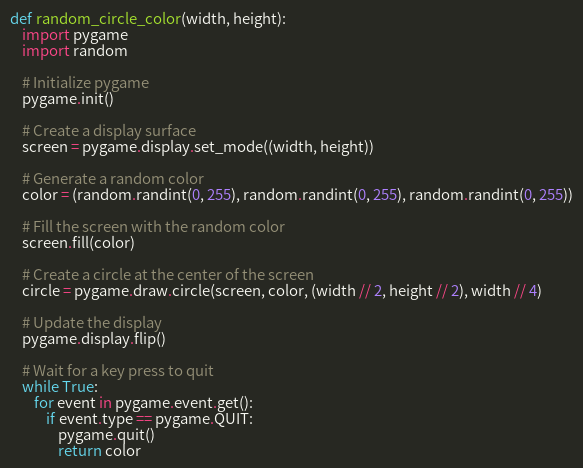 def random_circle_color(width, height):
    import pygame
    import random

    # Initialize pygame
    pygame.init()

    # Create a display surface
    screen = pygame.display.set_mode((width, height))

    # Generate a random color
    color = (random.randint(0, 255), random.randint(0, 255), random.randint(0, 255))

    # Fill the screen with the random color
    screen.fill(color)

    # Create a circle at the center of the screen
    circle = pygame.draw.circle(screen, color, (width // 2, height // 2), width // 4)

    # Update the display
    pygame.display.flip()

    # Wait for a key press to quit
    while True:
        for event in pygame.event.get():
            if event.type == pygame.QUIT:
                pygame.quit()
                return color